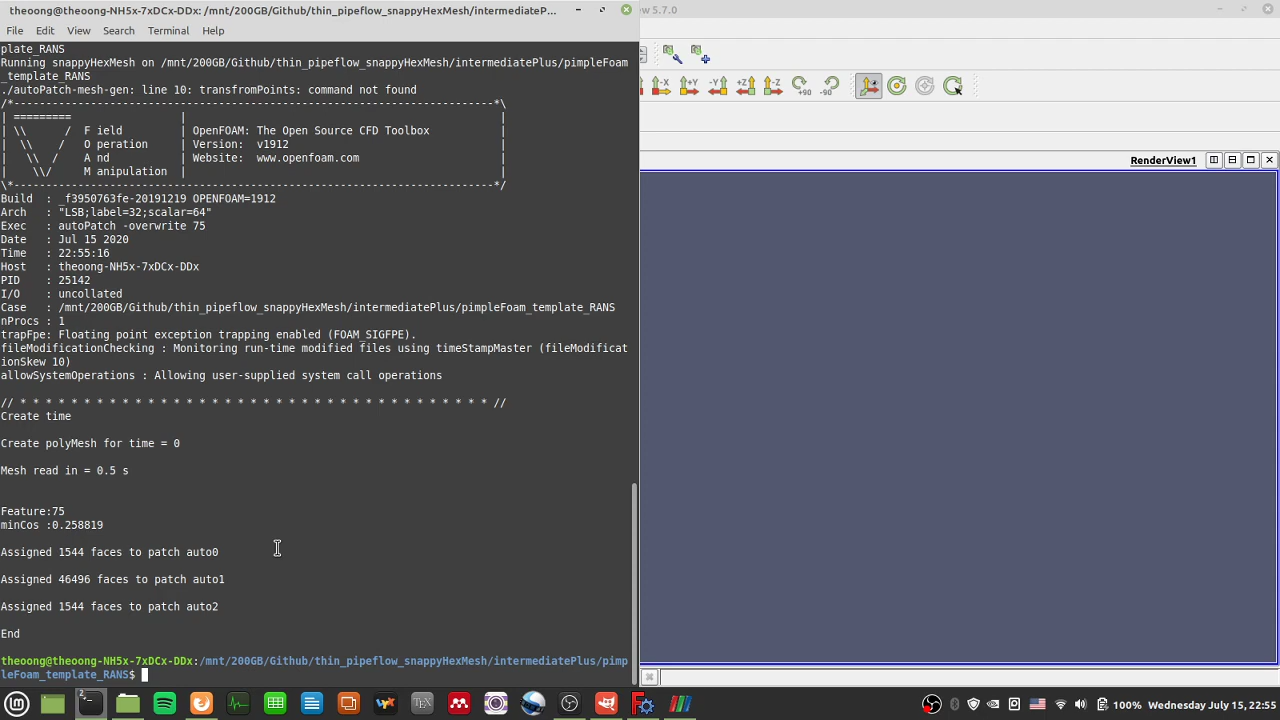 theoong@theoong-NH5x-7xDCx-DDx: /mnt/200GB/Github/thin_pipeflow_snappyHexMesh/intermediateP...
View 5.7.0
File Edit View Search Terminal Help
plate_RANS
Running snappyHexMesh on /mnt/200GB/Github/thin_pipeflow_snappyHexMesh/intermediatePlus/pimpleFoam
_template_RANS
./autoPatch-mesh-gen: line 10: transfromPoints: command not found
/*---------------------------------------------------------------------------*\
| ========= | |
| \\ / F ield | OpenFOAM: The Open Source CFD Toolbox |
| \\ / O peration | Version: v1912 |
| \\ / A nd | Website: www.openfoam.com |
| \\/ M anipulation | |
\*---------------------------------------------------------------------------*/
Build : _f3950763fe-20191219 OPENFOAM=1912
Arch : "LSB;label=32;scalar=64"
Exec : autoPatch -overwrite 75
Date : Jul 15 2020
Time : 22:55:16
Host : theoong-NH5x-7xDCx-DDx
PID : 25142
I/O : uncollated
Case : /mnt/200GB/Github/thin_pipeflow_snappyHexMesh/intermediatePlus/pimpleFoam_template_RANS
nProcs : 1
trapFpe: Floating point exception trapping enabled (FOAM_SIGFPE).
fileModificationChecking : Monitoring run-time modified files using timeStampMaster (fileModificat
ionSkew 10)
allowSystemOperations : Allowing user-supplied system call operations
// * * * * * * * * * * * * * * * * * * * * * * * * * * * * * * * * * * * * * //
Create time
Create polyMesh for time = 0
Mesh read in = 0.5 s
Feature:75
minCos :0.258819
Assigned 1544 faces to patch auto0
Assigned 46496 faces to patch auto1
Assigned 1544 faces to patch auto2
End
theoong@theoong-NH5x-7xDCx-DDx:/mnt/200GB/Github/thin_pipeflow_snappyHexMesh/intermediatePlus/pimp
leFoam_template_RANS$
-X +Y -Y +Z -Z +90 -90
RenderView1
2
TEX
100% Wednesday July 15, 22:55